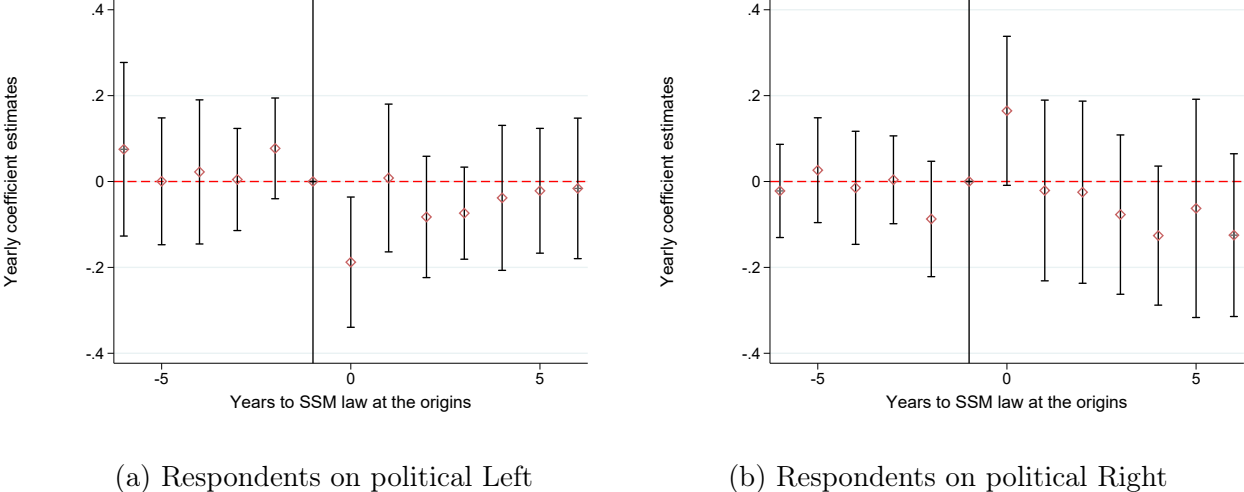 .4
.2
0
-.2
-.4
Yearly coefficient estimates
-5
0
5
Years to SSM law at the origins
(a) Respondents on political Left
.4
.2
0
-.2
-.4
Yearly coefficient estimates
-5
0
5
Years to SSM law at the origins
(b) Respondents on political Right